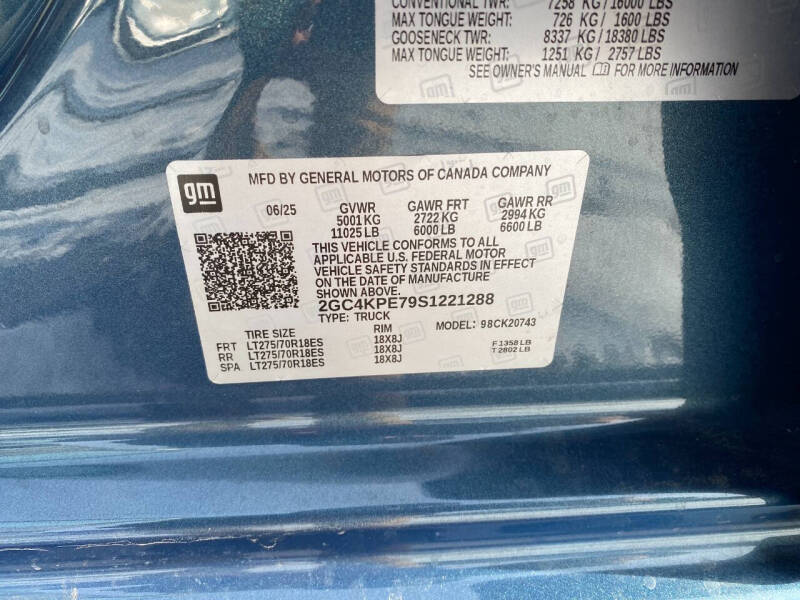 CONVENTIONAL TWR: 7258 KG/16000 LBS
MAX TONGUE WEIGHT: 726 KG/ 1600 LBS
GOOSENECK TWR: 8337 KG/18380 LBS
MAX TONGUE WEIGHT: 1251 KG/ 2757 LBS
SEE OWNER'S MANUAL FOR MORE INFORMATION
gm
MFD BY GENERAL MOTORS OF CANADA COMPANY
06/25 GVWR GAWR FRT GAWR RR
5001 KG 2722 KG 2994 KG
11025 LB 6000 LB 6600 LB
THIS VEHICLE CONFORMS TO ALL
APPLICABLE U.S. FEDERAL MOTOR
VEHICLE SAFETY STANDARDS IN EFFECT
ON THE DATE OF MANUFACTURE
SHOWN ABOVE.
2GC4KPE79S1221288
TYPE: TRUCK MODEL: 98CK20743
TIRE SIZE RIM
FRT LT275/70R18ES 18X8J F 1358 LB
RR LT275/70R18ES 18X8J T 2802 LB
SPA LT275/70R18ES 18X8J